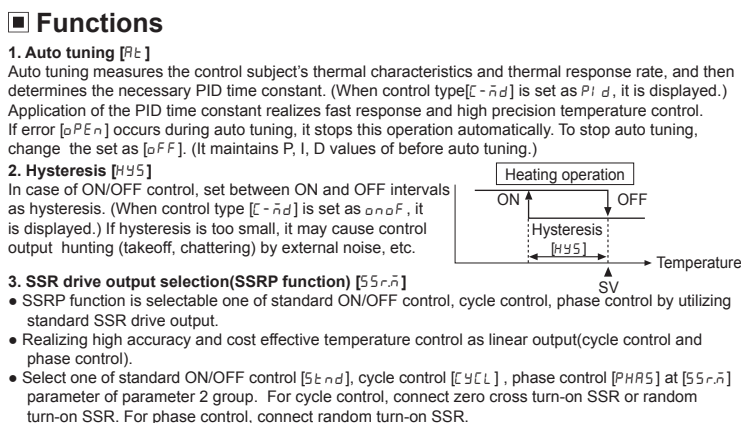 ■ Functions
1. Auto tuning [At]
Auto tuning measures the control subject's thermal characteristics and thermal response rate, and then
determines the necessary PID time constant. (When control type[C-md] is set as PId, it is displayed.)
Application of the PID time constant realizes fast response and high precision temperature control.
If error [oPEn] occurs during auto tuning, it stops this operation automatically. To stop auto tuning,
change the set as [oFF]. (It maintains P, I, D values of before auto tuning.)
2. Hysteresis [HYS]
In case of ON/OFF control, set between ON and OFF intervals
as hysteresis. (When control type [C-md] is set as onoF, it
is displayed.) If hysteresis is too small, it may cause control
output hunting (takeoff, chattering) by external noise, etc.
Heating operation
ON
OFF
Hysteresis
[HYS]
Temperature
SV
3. SSR drive output selection(SSRP function) [SSr.m]
● SSRP function is selectable one of standard ON/OFF control, cycle control, phase control by utilizing
standard SSR drive output.
● Realizing high accuracy and cost effective temperature control as linear output(cycle control and
phase control).
● Select one of standard ON/OFF control [Stnd], cycle control [CYCL] , phase control [PHAS] at [SSr.m]
parameter of parameter 2 group. For cycle control, connect zero cross turn-on SSR or random
turn-on SSR. For phase control, connect random turn-on SSR.